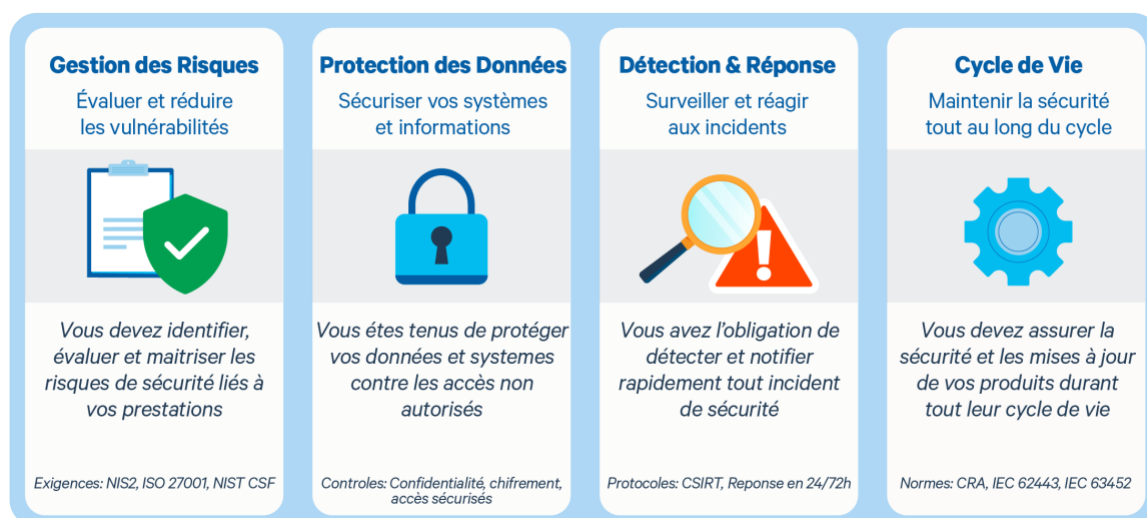 Gestion des Risques
Évaluer et réduire
les vulnérabilités
Vous devez identifier,
évaluer et maitriser les
risques de sécurité liés à
vos prestations
Exigences: NIS2, ISO 27001, NIST CSF
Protection des Données
Sécuriser vos systèmes
et informations
Vous étes tenus de protéger
vos données et systemes
contre les accès non
autorisés
Controles: Confidentialité, chifrement,
accès sécurisés
Détection & Réponse
Surveiller et réagir
aux incidents
Vous avez l'obligation de
détecter et notifier
rapidement tout incident
de sécurité
Protocoles: CSIRT, Reponse en 24/72h
Cycle de Vie
Maintenir la sécurité
tout au long du cycle
Vous devez assurer la
sécurité et les mises à jour
de vos produits durant
tout leur cycle de vie
Normes: CRA, IEC 62443, IEC 63452